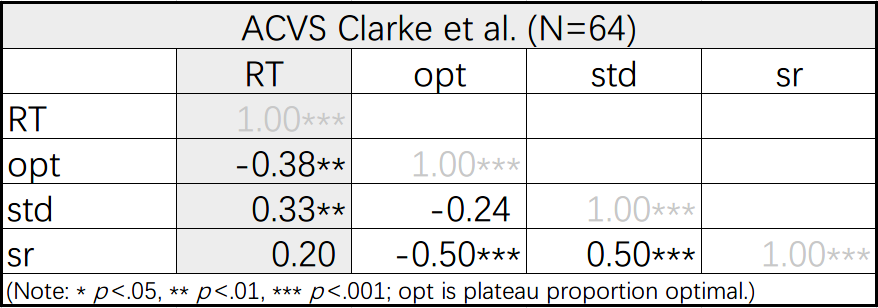 ACVS Clarke et al. (N=64)
RT opt std sr
RT 1.00***
opt -0.38** 1.00***
std 0.33** -0.24 1.00***
sr 0.20 -0.50*** 0.50*** 1.00***
(Note: * p<.05, ** p<.01, *** p<.001; opt is plateau proportion optimal.)